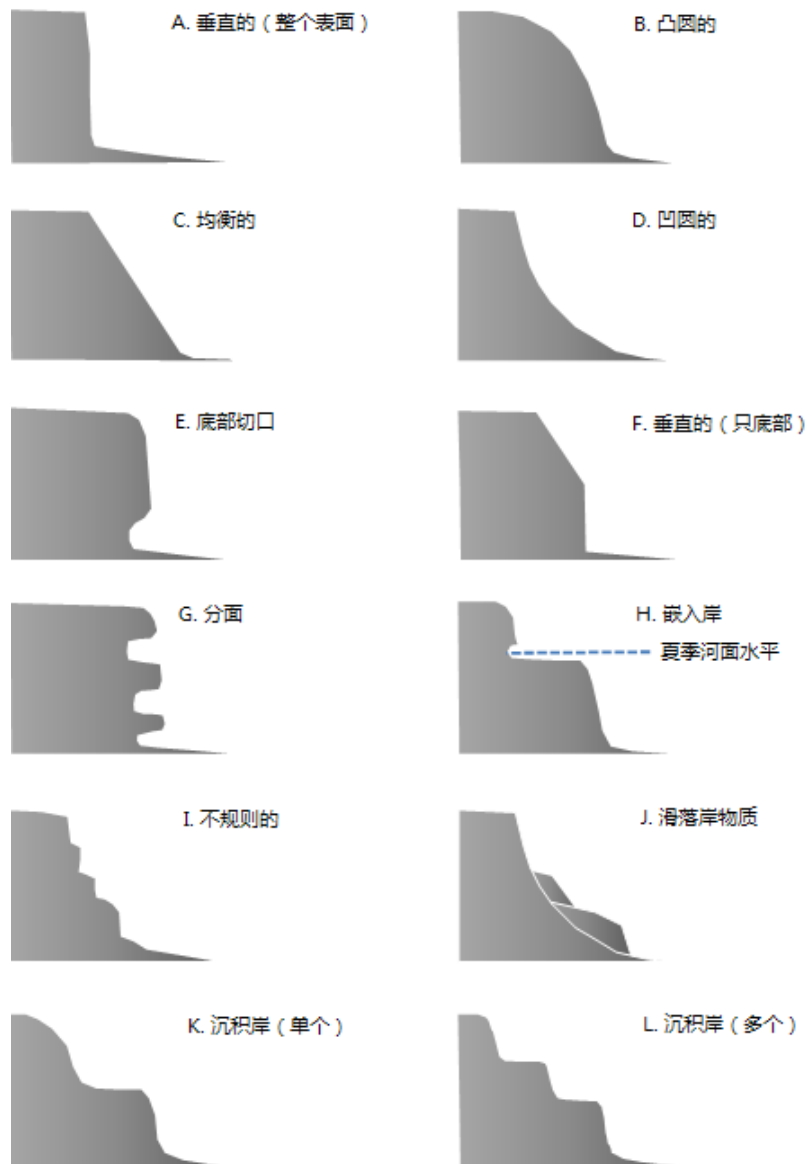 A. 垂直的（整个表面）
B. 凸圆的
C. 均衡的
D. 凹圆的
E. 底部切口
F. 垂直的（只底部）
G. 分面
H. 嵌入岸
夏季河面水平
I. 不规则的
J. 滑落岸物质
K. 沉积岸（单个）
L. 沉积岸（多个）